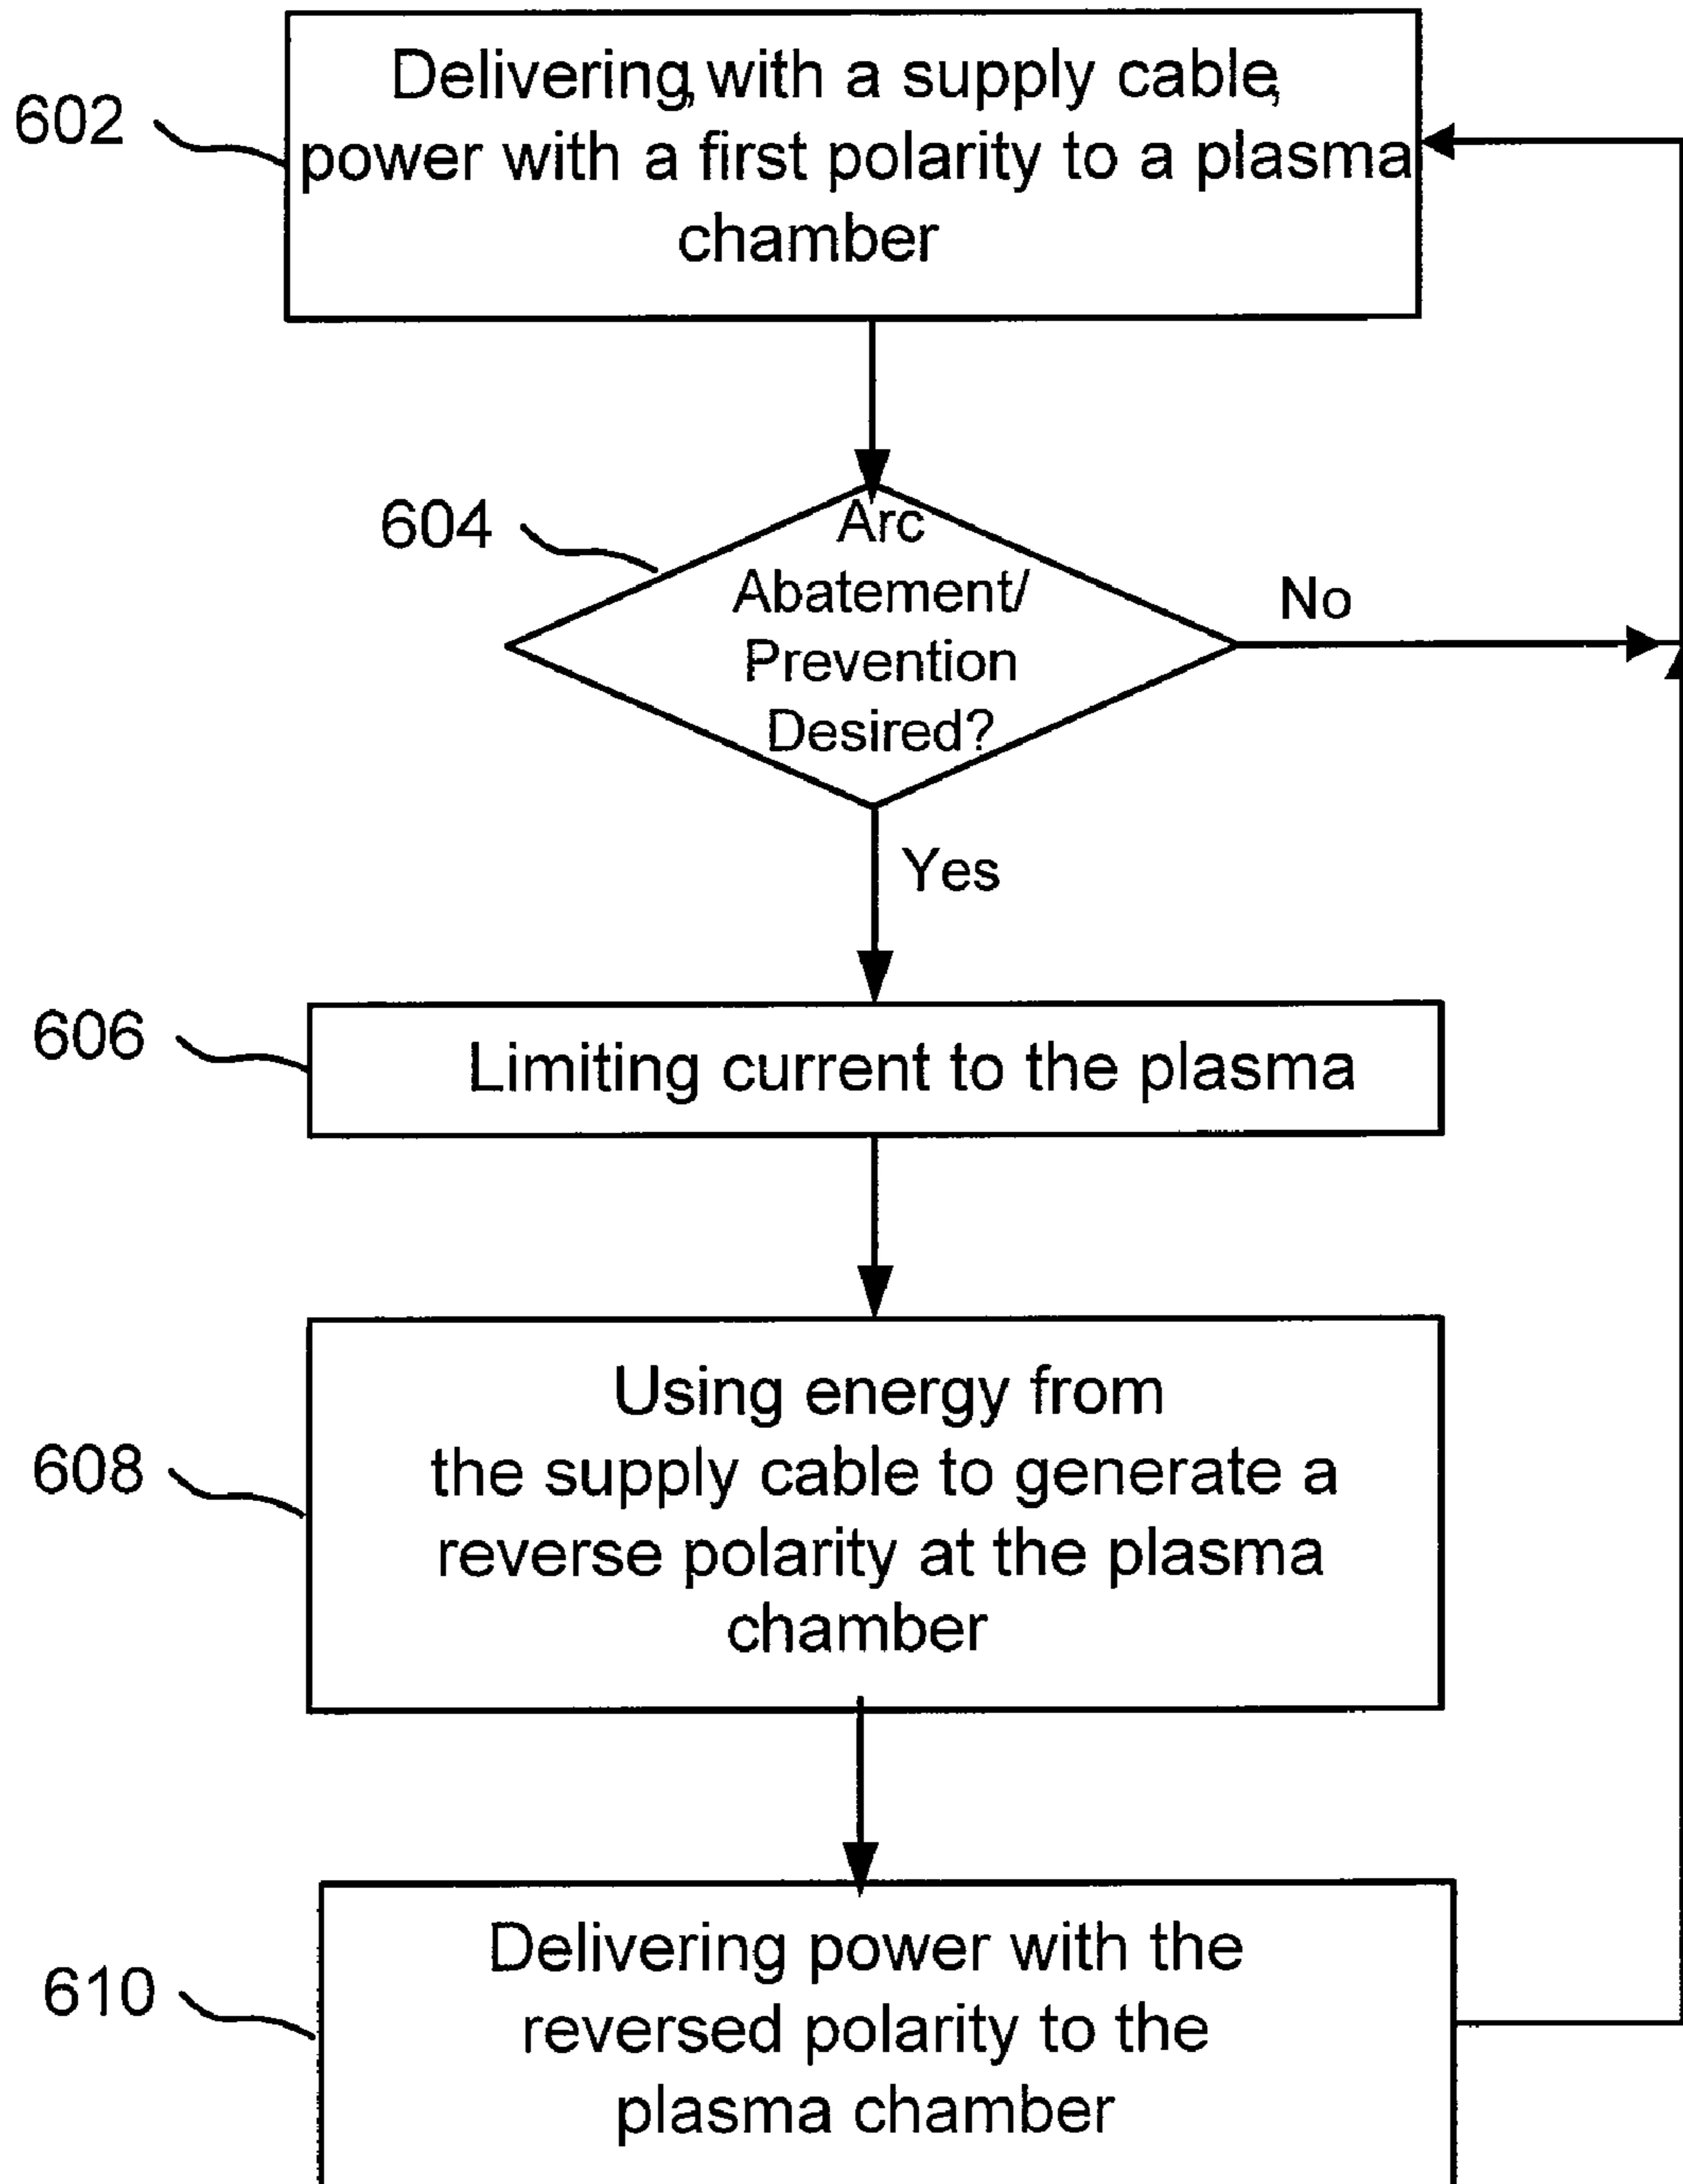 602
Delivering, with a supply cable,
power with a first polarity to a plasma
chamber
604
Arc
Abatement/
Prevention
Desired?
No
Yes
606
Limiting current to the plasma
608
Using energy from
the supply cable to generate a
reverse polarity at the plasma
chamber
610
Delivering power with the
reversed polarity to the
plasma chamber